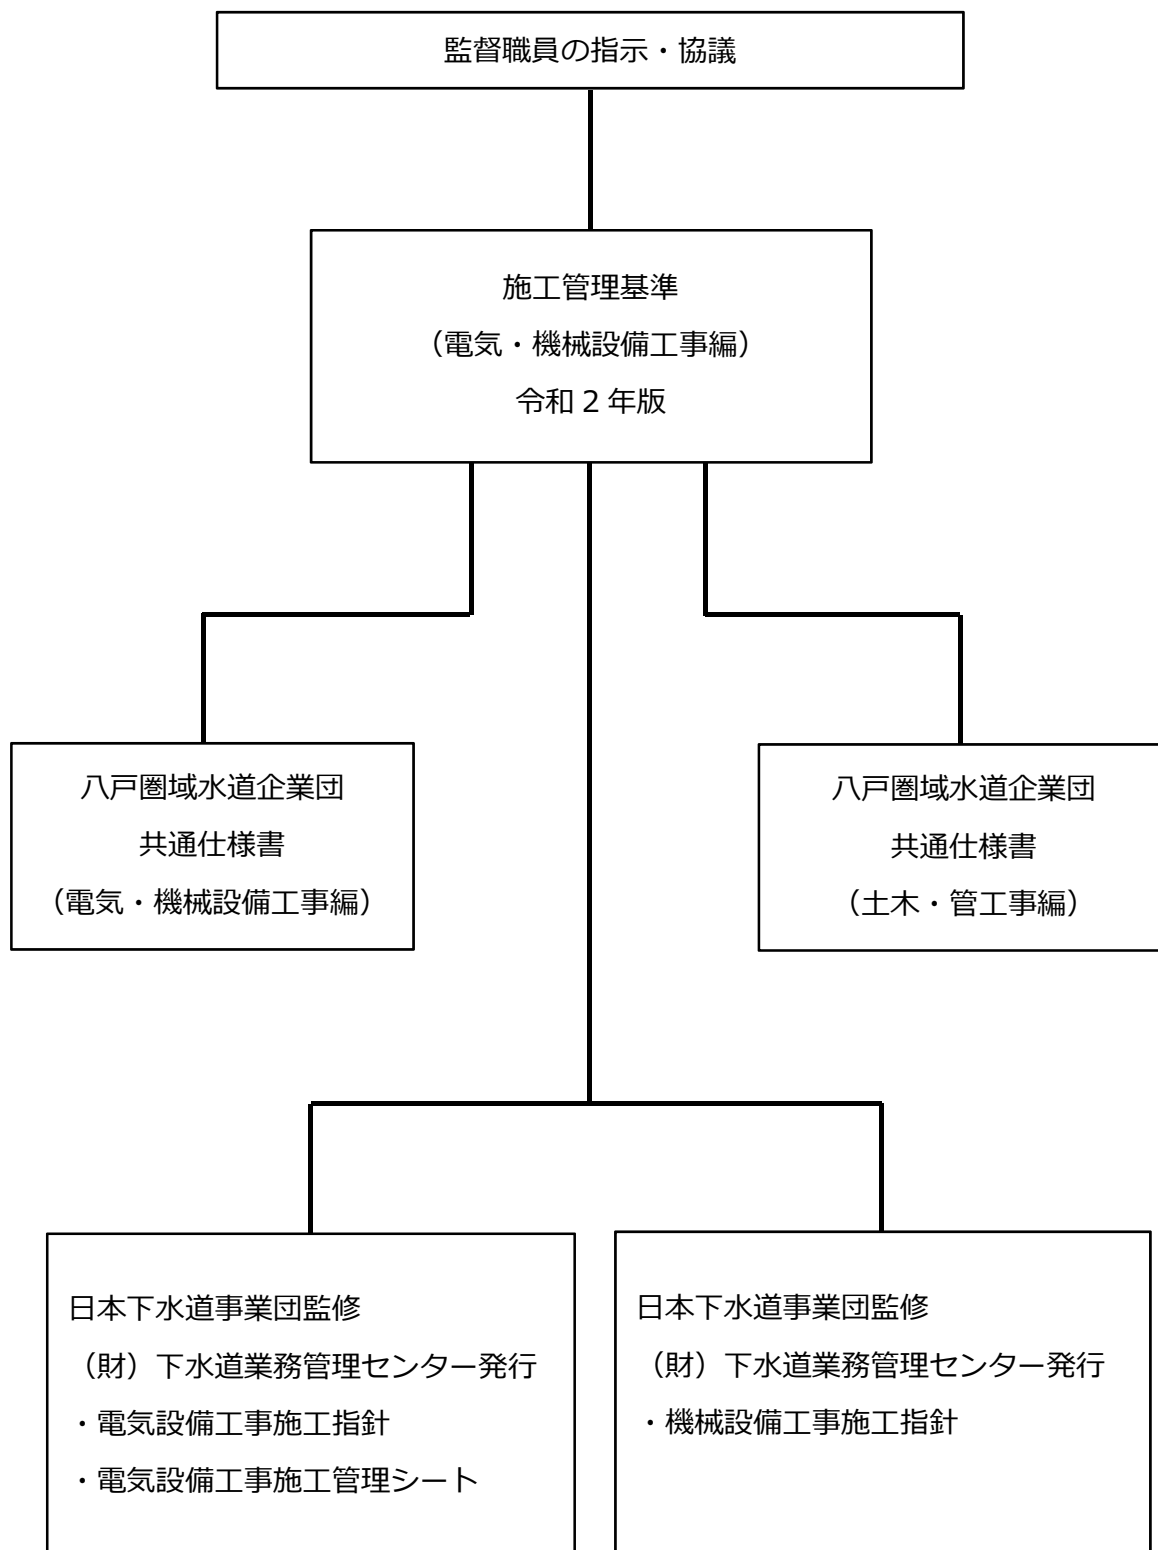 監督職員の指示・協議
施工管理基準
（電気・機械設備工事編）
令和２年版
八戸圏域水道企業団
共通仕様書
（電気・機械設備工事編）
八戸圏域水道企業団
共通仕様書
（土木・管工事編）
日本下水道事業団監修
（財）下水道業務管理センター発行
・電気設備工事施工指針
・電気設備工事施工管理シート
日本下水道事業団監修
（財）下水道業務管理センター発行
・機械設備工事施工指針